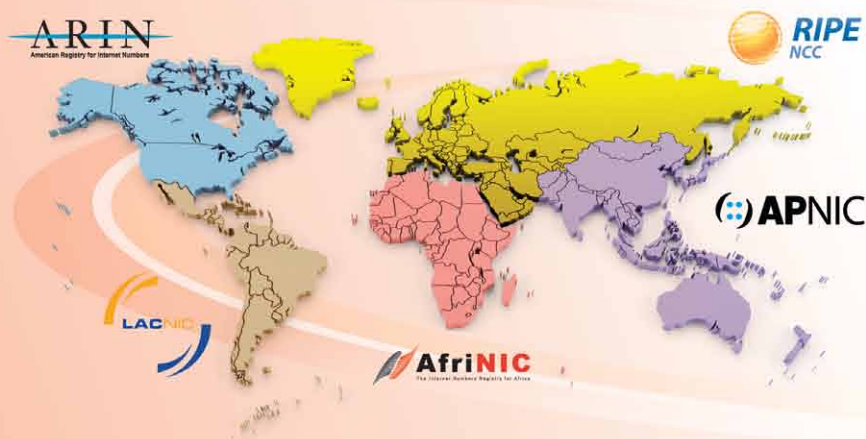 ARIN
American Registry for Internet Numbers
RIPE
NCC
APNIC
LACNIC
AfriNIC
The Internet Numbers Registry for Africa